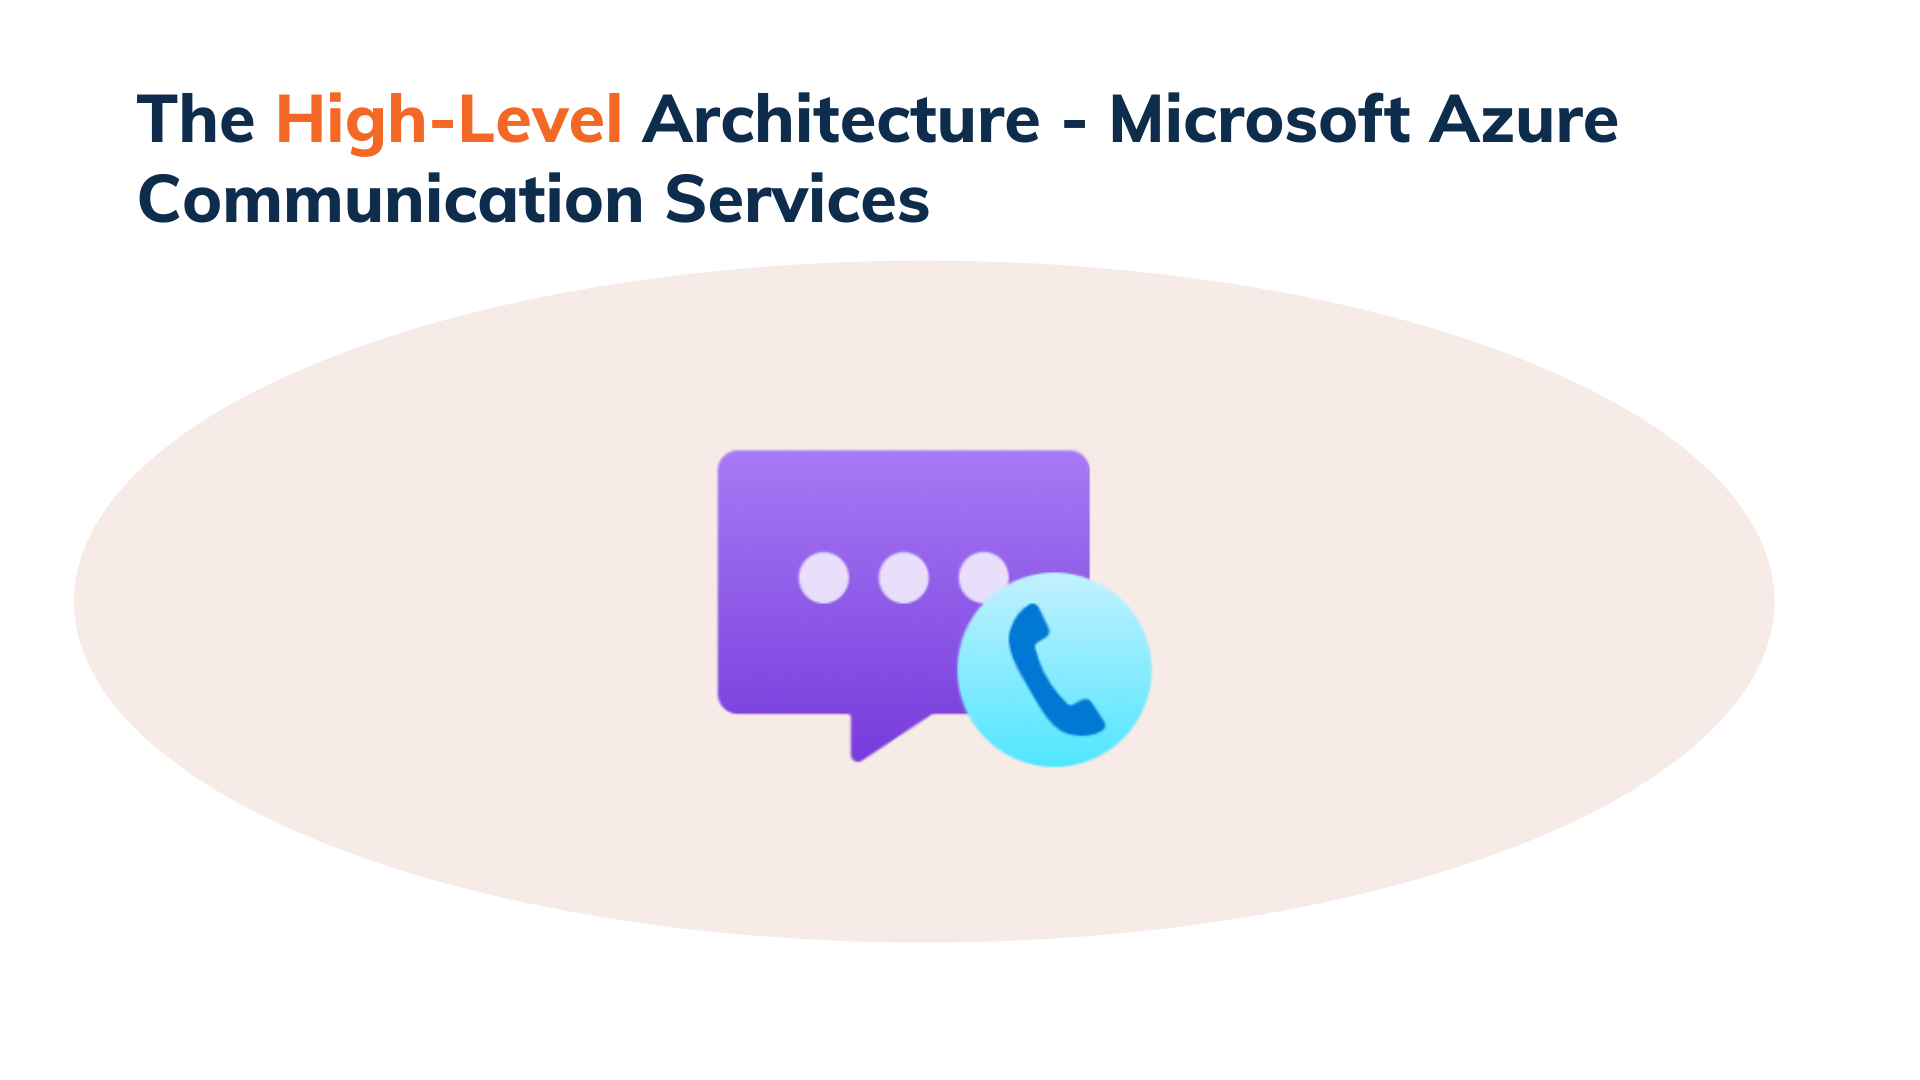 The High-Level Architecture - Microsoft Azure
Communication Services